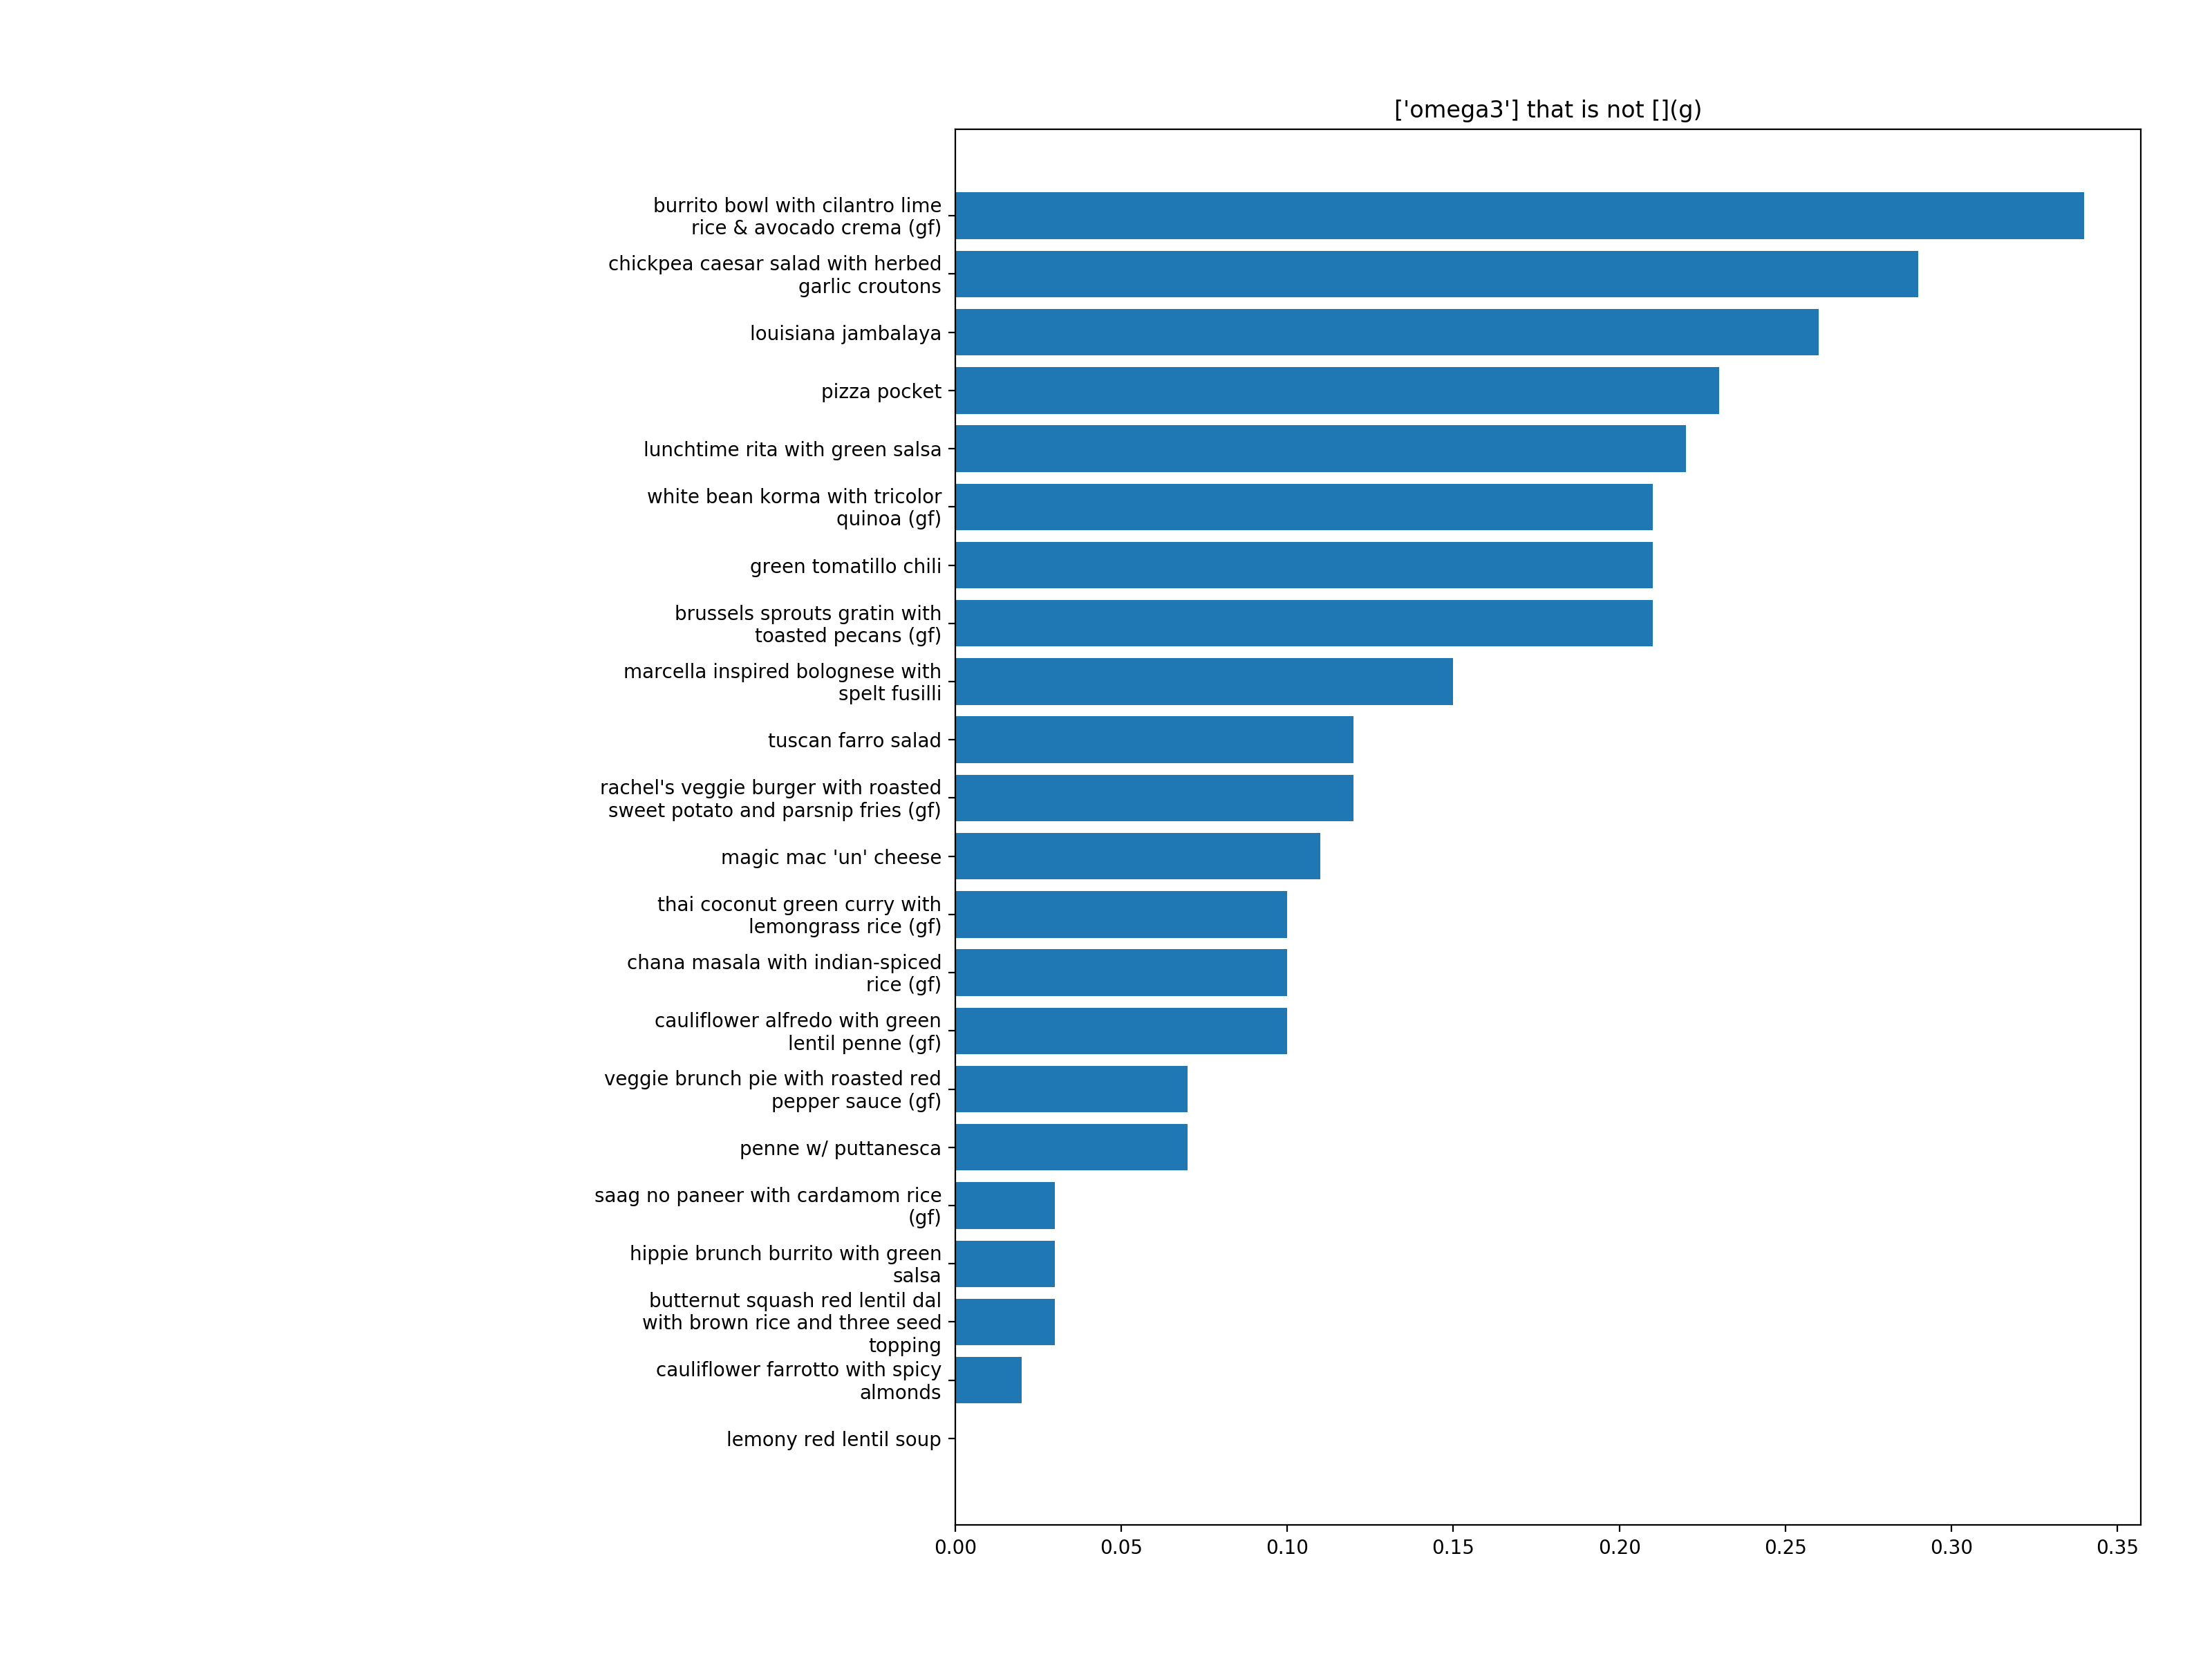 ['omega3'] that is not [](g)
burrito bowl with cilantro lime
rice & avocado crema (gf)
chickpea caesar salad with herbed
garlic croutons
louisiana jambalaya
pizza pocket
lunchtime rita with green salsa
white bean korma with tricolor
quinoa (gf)
green tomatillo chili
brussels sprouts gratin with
toasted pecans (gf)
marcella inspired bolognese with
spelt fusilli
tuscan farro salad
rachel's veggie burger with roasted
sweet potato and parsnip fries (gf)
magic mac 'un' cheese
thai coconut green curry with
lemongrass rice (gf)
chana masala with indian-spiced
rice (gf)
cauliflower alfredo with green
lentil penne (gf)
veggie brunch pie with roasted red
pepper sauce (gf)
penne w/ puttanesca
saag no paneer with cardamom rice
(gf)
hippie brunch burrito with green
salsa
butternut squash red lentil dal
with brown rice and three seed
topping
cauliflower farrotto with spicy
almonds
lemony red lentil soup
0.00 0.05 0.10 0.15 0.20 0.25 0.30 0.35